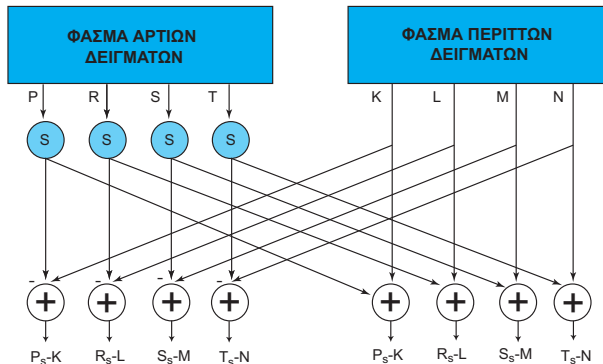 ΦΑΣΜΑ ΑΡΤΙΩΝ
ΔΕΙΓΜΑΤΩΝ
ΦΑΣΜΑ ΠΕΡΙΤΤΩΝ
ΔΕΙΓΜΑΤΩΝ
P R S T K L M N
S S S S
- - - -
+ + + + + + + +
Ps-K Rs-L Ss-M Ts-N Ps-K Rs-L Ss-M Ts-N